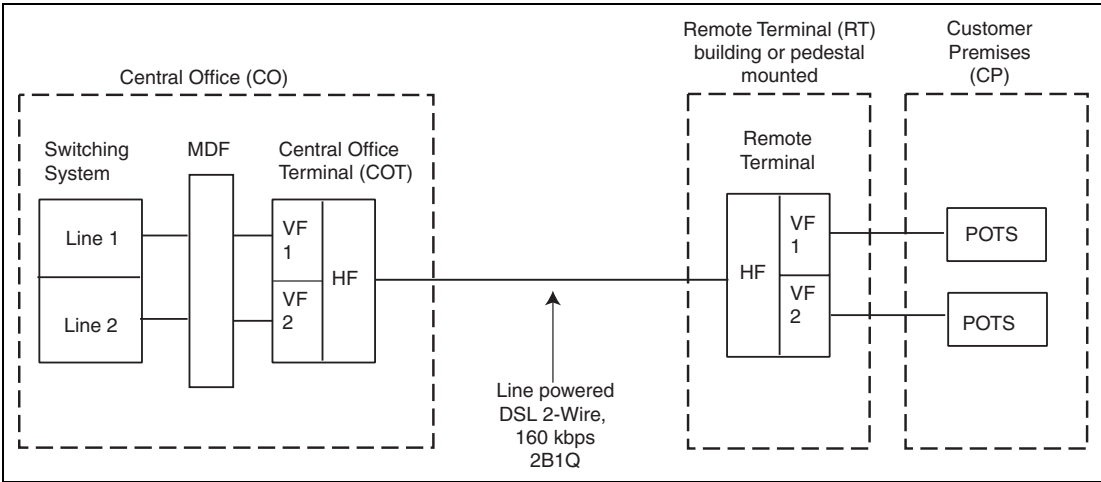 Central Office (CO)
Switching
System
MDF
Central Office
Terminal (COT)
Line 1
Line 2
VF
1
VF
2
HF
Line powered
DSL 2-Wire,
160 kbps
2B1Q
Remote Terminal (RT)
building or pedestal
mounted
Remote
Terminal
HF
VF
1
VF
2
Customer
Premises
(CP)
POTS
POTS